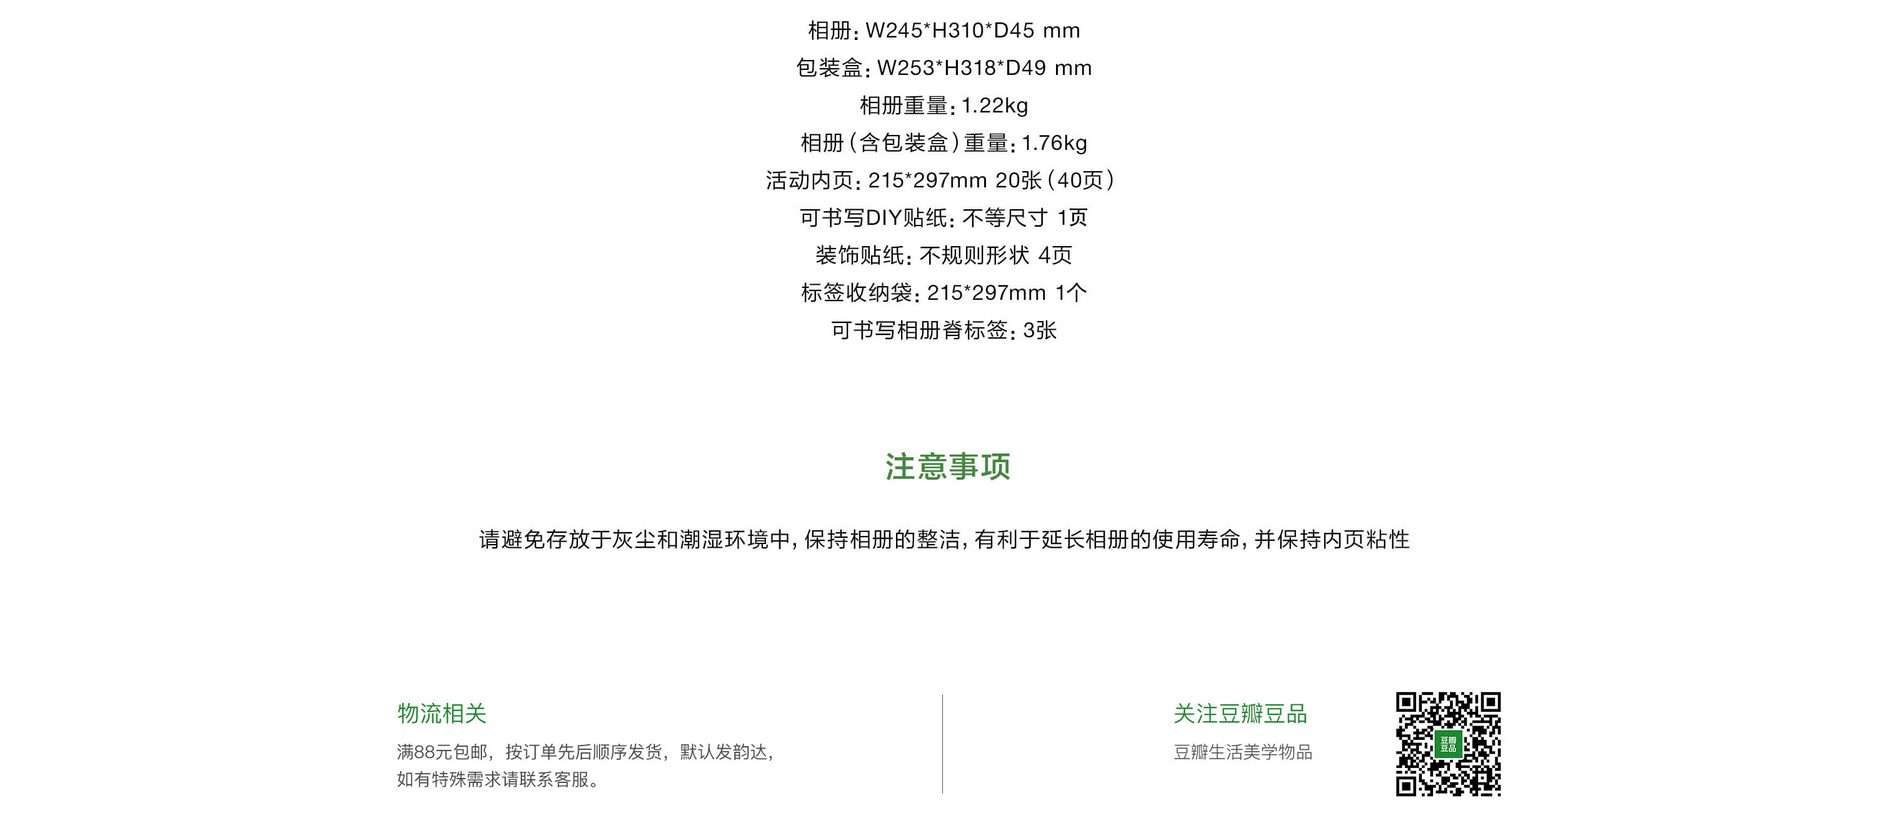 相册：W245*H310*D45 mm
包装盒：W253*H318*D49 mm
相册重量：1.22kg
相册（含包装盒）重量：1.76kg
活动内页：215*297mm 20张（40页）
可书写DIY贴纸：不等尺寸 1页
装饰贴纸：不规则形状 4页
标签收纳袋：215*297mm 1个
可书写相册脊标签：3张
注意事项
请避免存放于灰尘和潮湿环境中，保持相册的整洁，有利于延长相册的使用寿命，并保持内页粘性
物流相关
满88元包邮，按订单先后顺序发货，默认发韵达，
如有特殊需求请联系客服。
关注豆瓣豆品
豆瓣生活美学物品
豆瓣
豆品